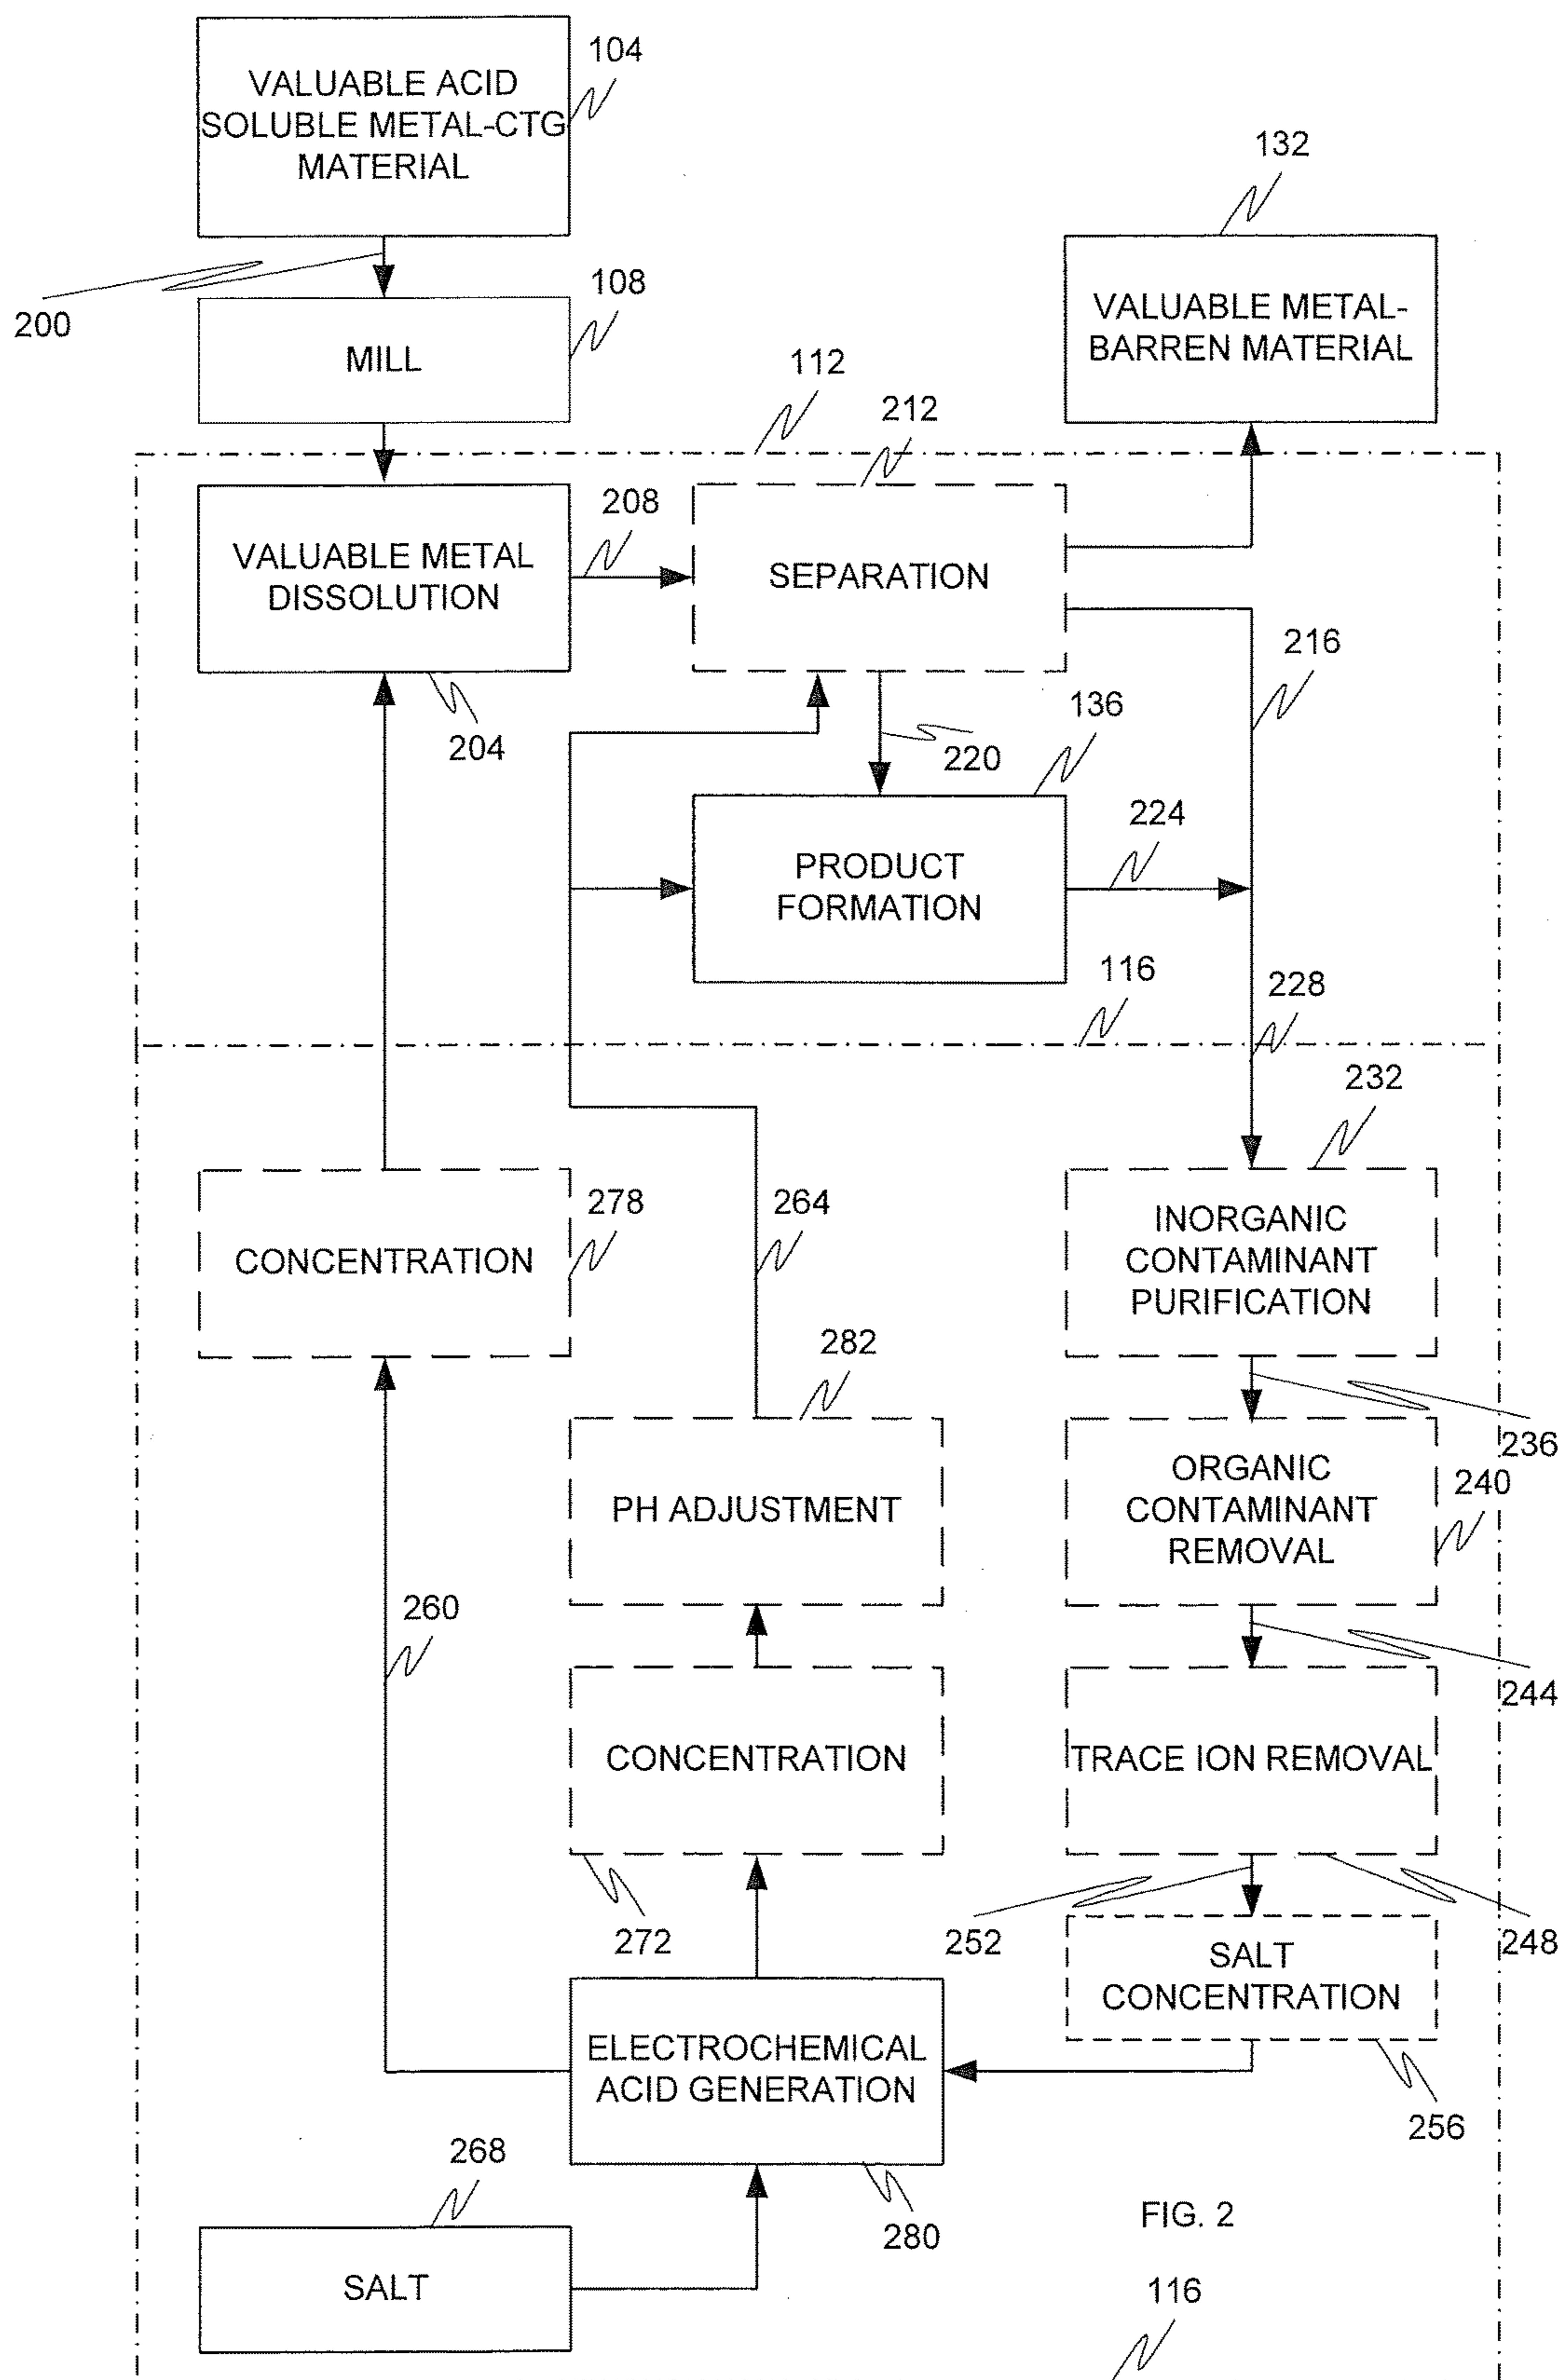 104
VALUABLE ACID
SOLUBLE METAL-CTG
MATERIAL
132
200
108
VALUABLE METAL-
BARREN MATERIAL
MILL
112
212
208
VALUABLE METAL
DISSOLUTION
SEPARATION
216
204
220
136
224
PRODUCT
FORMATION
116
228
232
278
264
INORGANIC
CONTAMINANT
PURIFICATION
CONCENTRATION
282
236
ORGANIC
CONTAMINANT
REMOVAL
240
PH ADJUSTMENT
260
244
CONCENTRATION
TRACE ION REMOVAL
272
252
248
SALT
CONCENTRATION
ELECTROCHEMICAL
ACID GENERATION
256
268
280
FIG. 2
SALT
116